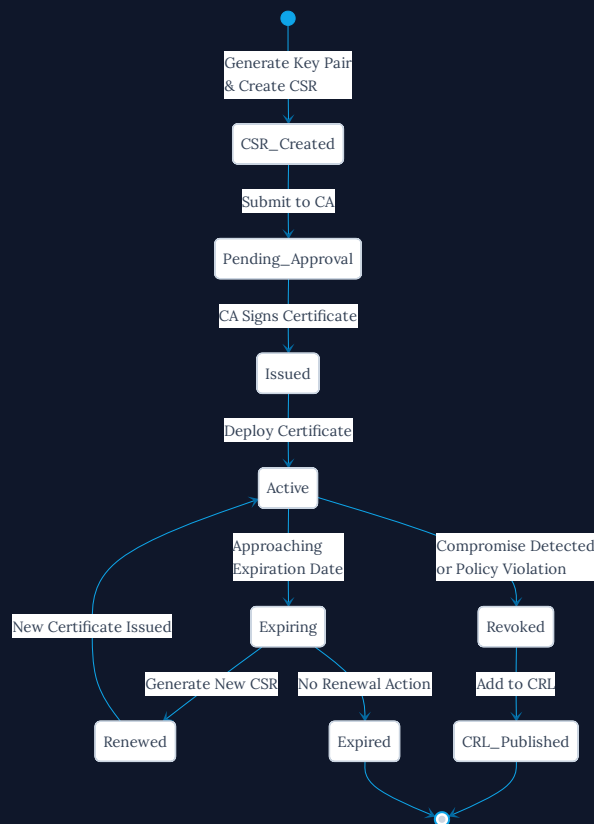 Generate Key Pair
& Create CSR
CSR_Created
Submit to CA
Pending_Approval
CA Signs Certificate
Issued
Deploy Certificate
Active
Approaching
Expiration Date
Compromise Detected
or Policy Violation
New Certificate Issued
Expiring
Revoked
Generate New CSR
No Renewal Action
Add to CRL
Renewed
Expired
CRL_Published